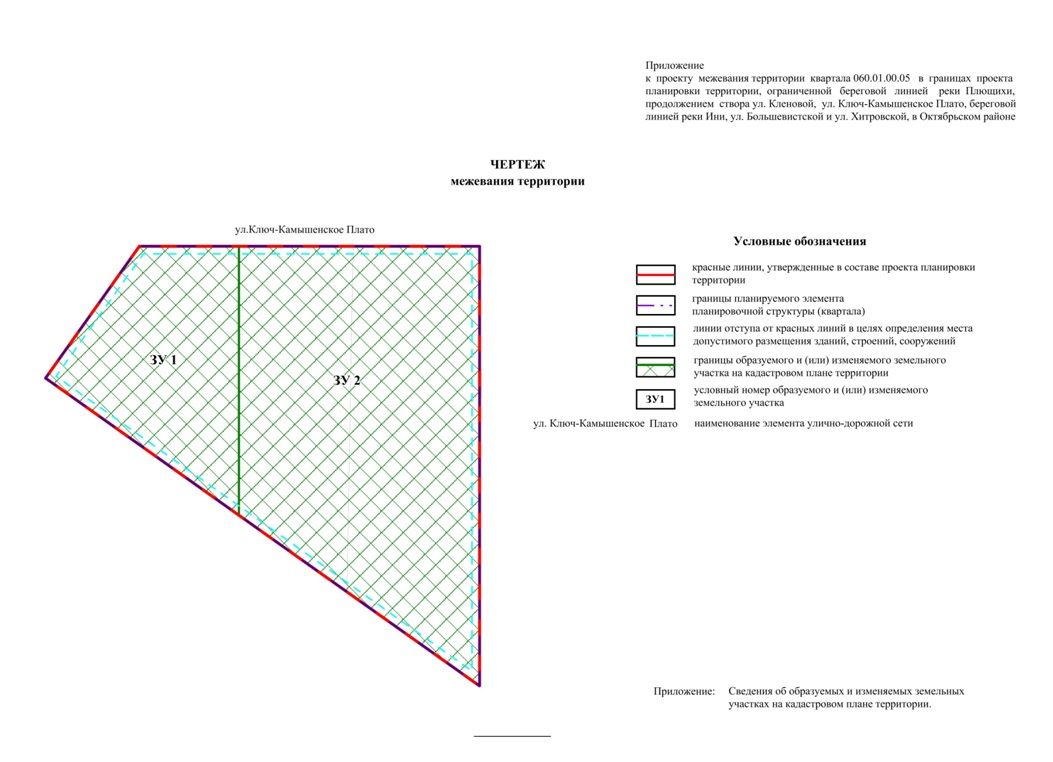 Приложение
к проекту межевания территории квартала 060.01.00.05 в границах проекта
планировки территории, ограниченной береговой линией реки Плющихи,
продолжением створа ул. Кленовой, ул. Ключ-Камышенское Плато, береговой
линией реки Ини, ул. Большевистской и ул. Хитровской, в Октябрьском районе
ЧЕРТЕЖ
межевания территории
ул.Ключ-Камышенское Плато
ЗУ 1
ЗУ 2
Условные обозначения
красные линии, утвержденные в составе проекта планировки
территории
границы планируемого элемента
планировочной структуры (квартала)
линии отступа от красных линий в целях определения места
допустимого размещения зданий, строений, сооружений
границы образуемого и (или) изменяемого земельного
участка на кадастровом плане территории
ЗУ1
условный номер образуемого и (или) изменяемого
земельного участка
ул. Ключ-Камышенское Плато наименование элемента улично-дорожной сети
Приложение: Сведения об образуемых и изменяемых земельных
участках на кадастровом плане территории.